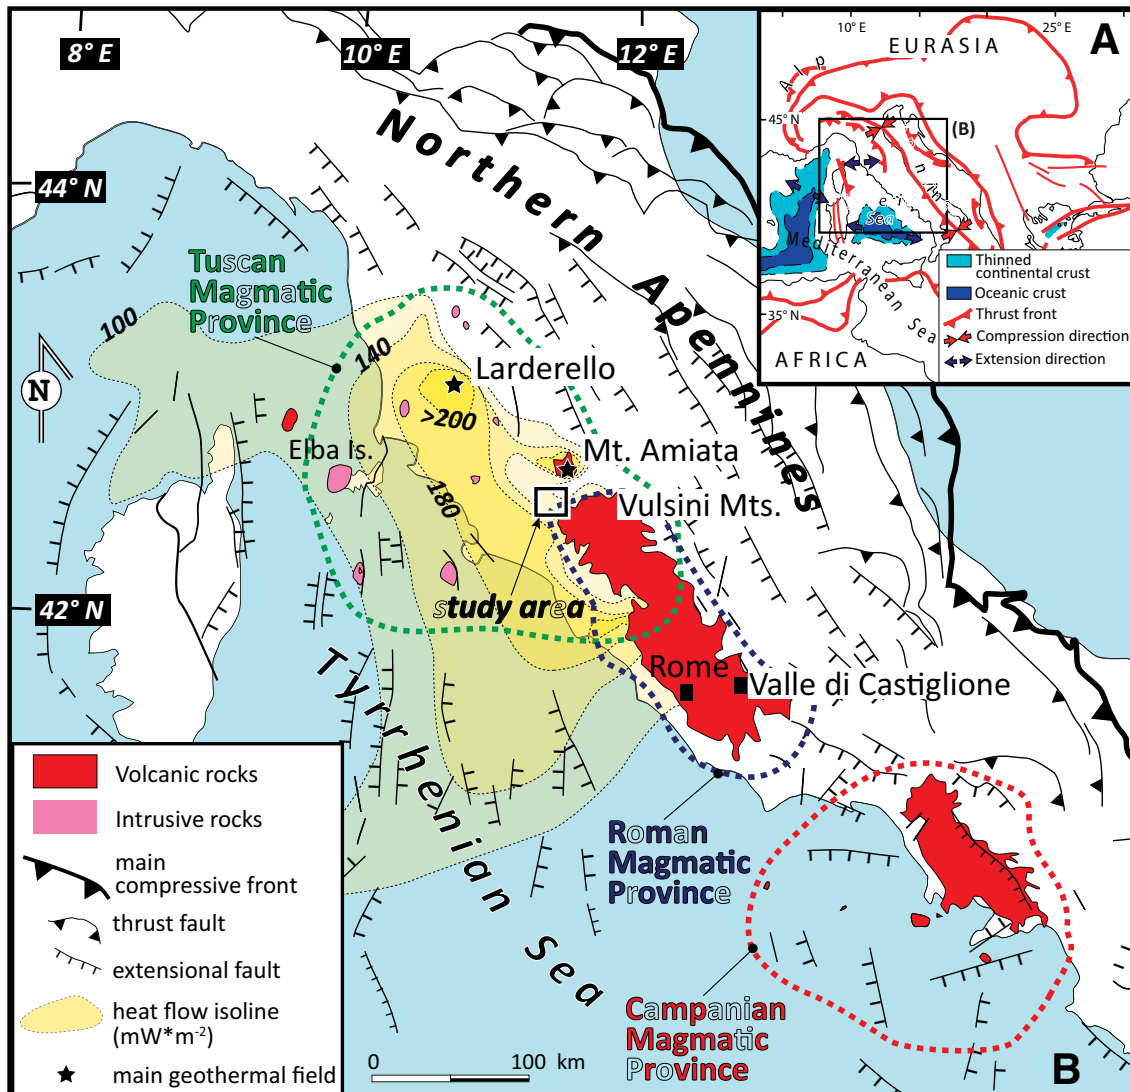 8° E
10° E
12° E
44° N
42° N
Northern Apennines
Tuscan
Magmatic
Province
100
140
>200
180
N
Larderello
Elba Is.
Mt. Amiata
Vulsini Mts.
study area
Rome
Valle di Castiglione
Tyrrhenian Sea
Roman
Magmatic
Province
Campanian
Magmatic
Province
0 100 km
B
Volcanic rocks
Intrusive rocks
main
compressive front
thrust fault
extensional fault
heat flow isoline
(mW*m-2)
main geothermal field
10° E
25° E
A
EURASIA
Alp
45° N
(B)
Sea
Mediterranean Sea
35° N
AFRICA
Thinned
continental crust
Oceanic crust
Thrust front
Compression direction
Extension direction